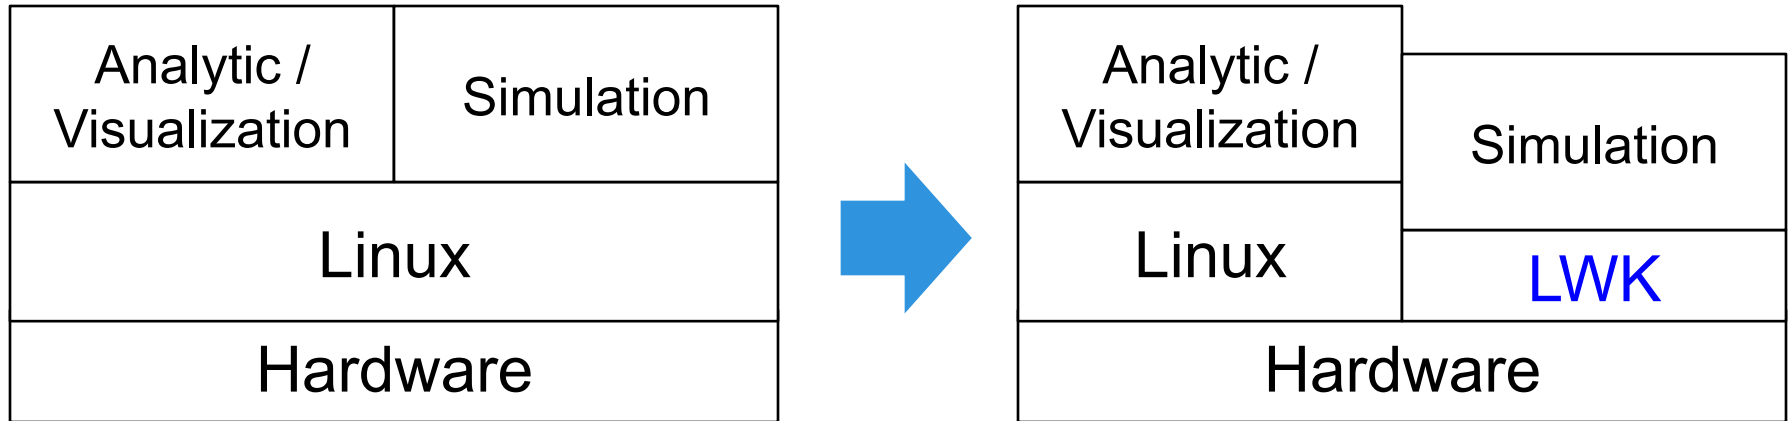 Analytic /
Visualization
Simulation
Linux
Hardware
Analytic /
Visualization
Simulation
Linux
LWK
Hardware